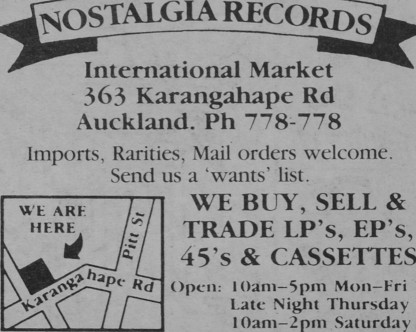 NOSTALGIA RECORDS
International Market
363 Karangahape Rd
Auckland. Ph 778-778
Imports, Rarities, Mail orders welcome.
Send us a 'wants' list.
WE ARE
HERE
Pitt St
Karangahape Rd
WE BUY, SELL &
TRADE LP's, EP's,
45's & CASSETTES
Open: 10am–5pm Mon–Fri
Late Night Thursday
10am–2pm Saturday